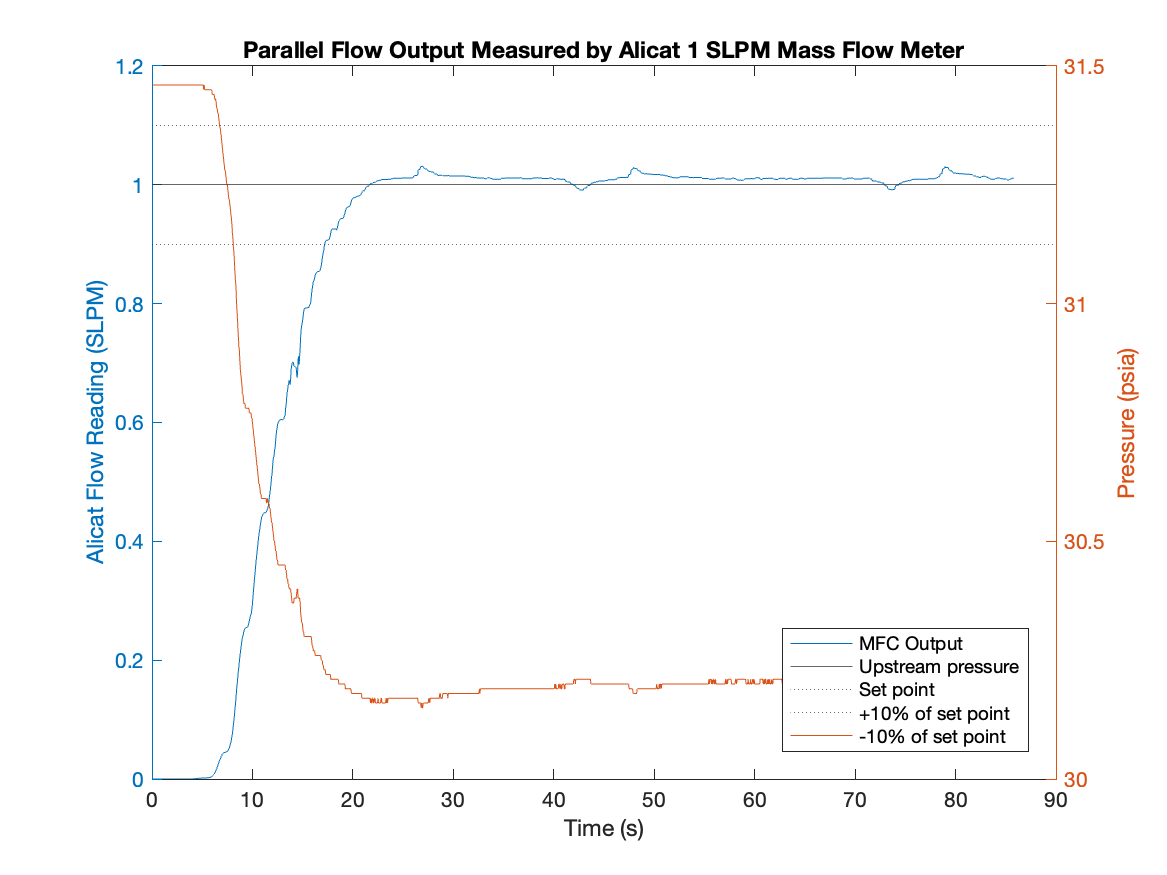 Parallel Flow Output Measured by Alicat 1 SLPM Mass Flow Meter
1.2
1
0.8
0.6
0.4
0.2
0
Alicat Flow Reading (SLPM)
31.5
31
30.5
30
Pressure (psia)
MFC Output
Upstream pressure
Set point
+10% of set point
-10% of set point
0 10 20 30 40 50 60 70 80 90
Time (s)